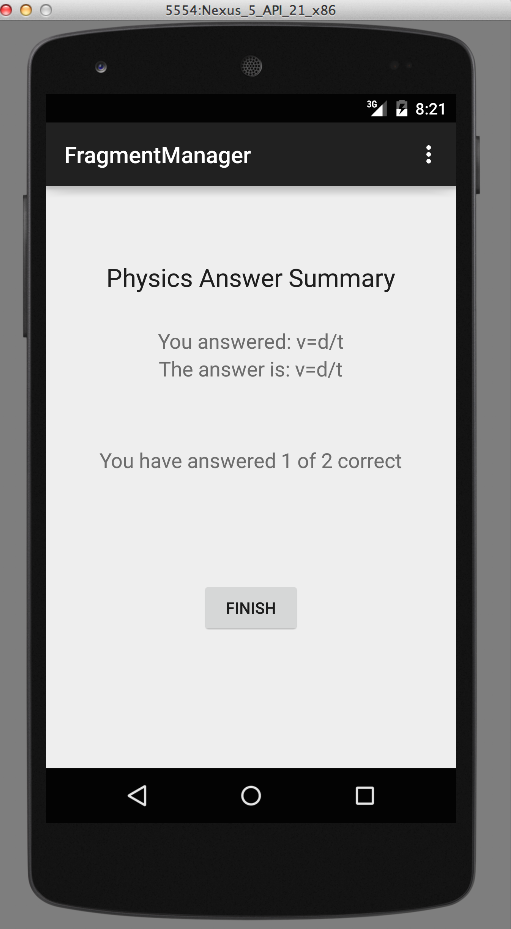 5554:Nexus_5_API_21_x86
3G 8:21
FragmentManager
Physics Answer Summary
You answered: v=d/t
The answer is: v=d/t
You have answered 1 of 2 correct
FINISH